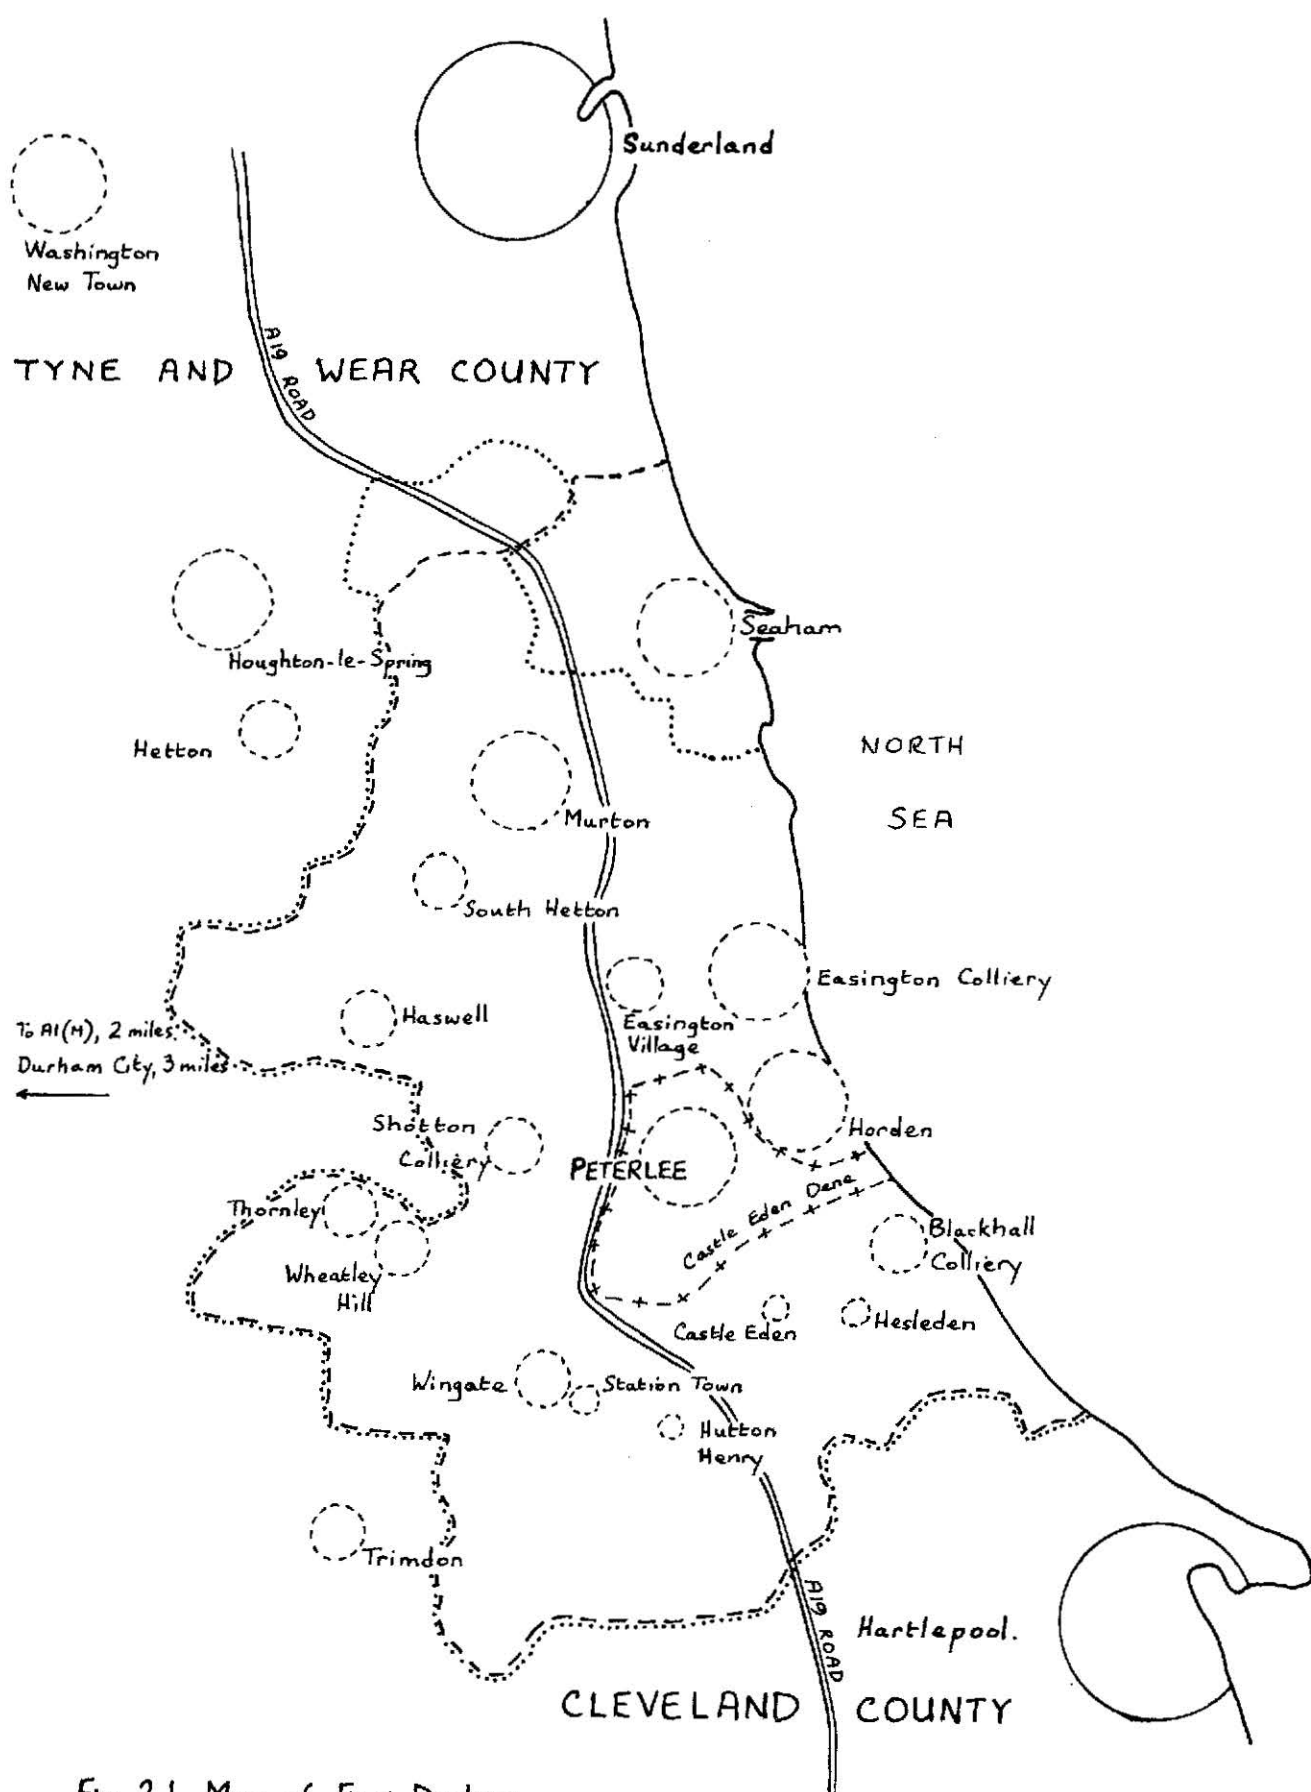 Sunderland
Washington
New Town
A19 ROAD
TYNE AND WEAR COUNTY
Seaham
Houghton-le-Spring
Hetton
NORTH
SEA
Murton
South Hetton
Easington Colliery
Haswell
Easington
Village
To A1(M), 2 miles.
Durham City, 3 miles
Shotton
Colliery
Horden
PETERLEE
Castle Eden Dene
Thornley
Blackhall
Colliery
Wheatley
Hill
Castle Eden
Hesleden
Wingate
Station Town
Hutton
Henry
Trimdon
A19 ROAD
Hartlepool.
CLEVELAND COUNTY